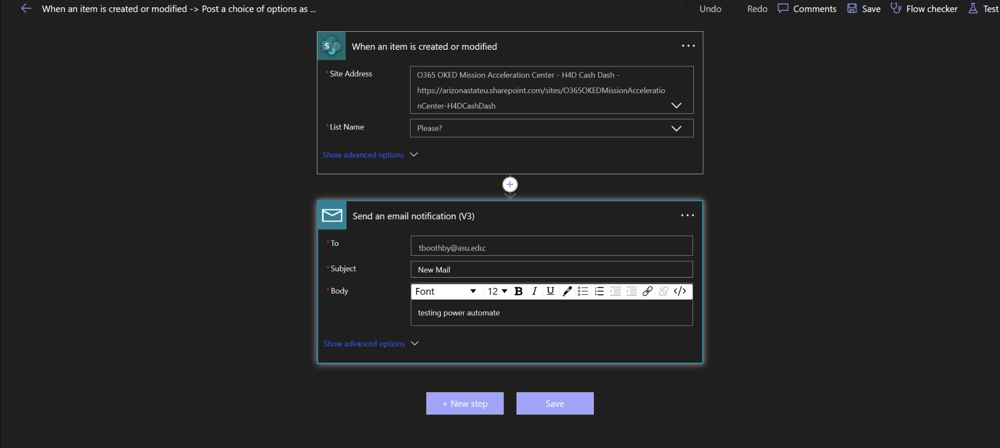 When an item is created or modified -> Post a choice of options as ...
Undo
Redo
Comments
Save
Flow checker
Test
S
When an item is created or modified
*Site Address
O365 OKED Mission Acceleration Center - H4D Cash Dash -
https://arizonastateu.sharepoint.com/sites/O365OKEDMissionAcceleratio
nCenter-H4DCashDash
*List Name
Please?
Show advanced options
Send an email notification (V3)
*To
tboothby@asu.edu;
*Subject
New Mail
*Body
Font 12 B I U </>
testing power automate
Show advanced options
+ New step
Save